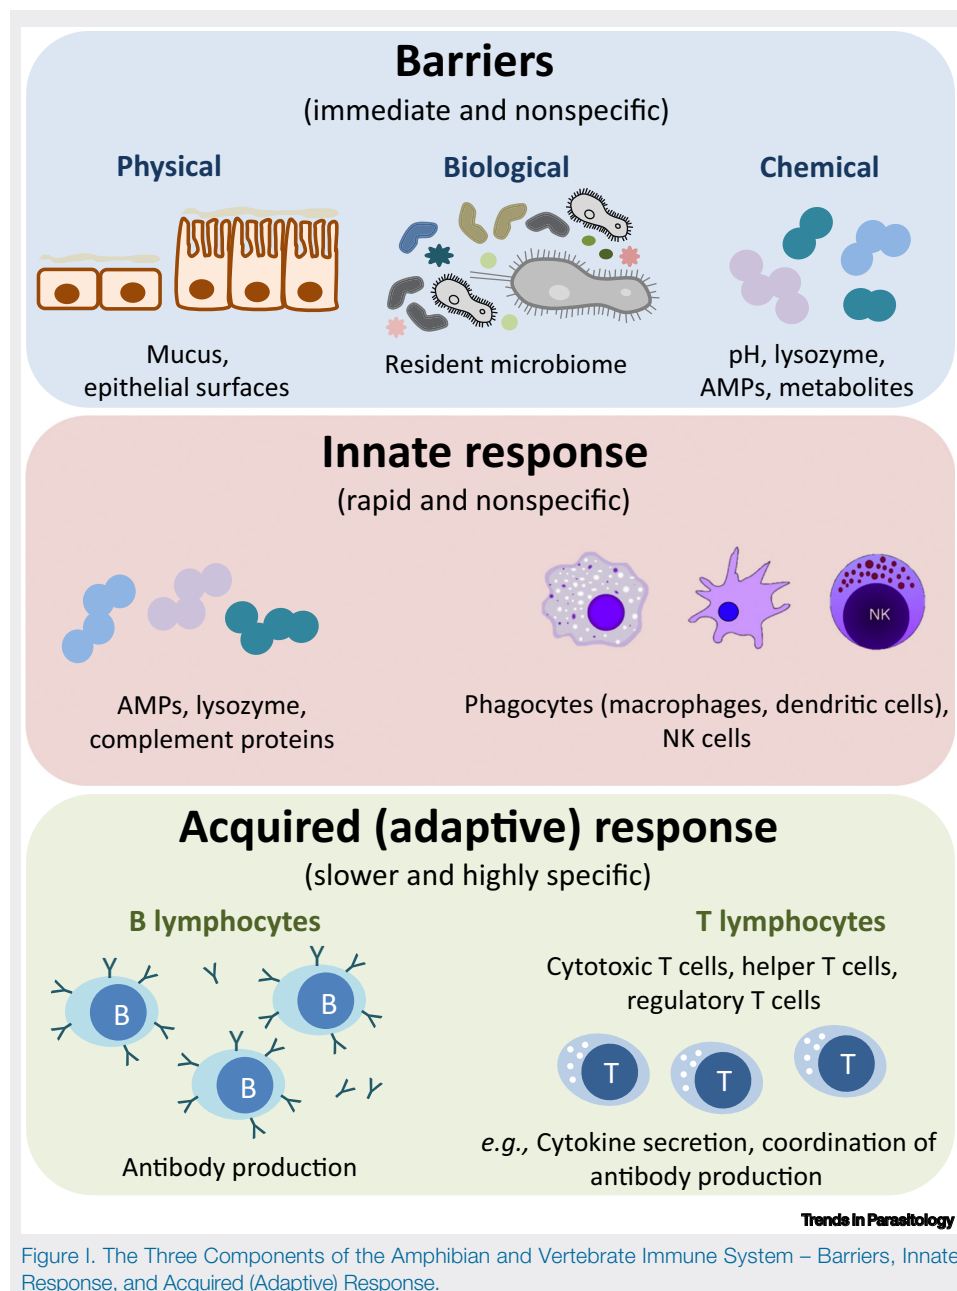 Barriers
(immediate and nonspecific)
Physical
Biological
Chemical
Mucus,
epithelial surfaces
Resident microbiome
pH, lysozyme,
AMPs, metabolites
Innate response
(rapid and nonspecific)
NK
AMPs, lysozyme,
complement proteins
Phagocytes (macrophages, dendritic cells),
NK cells
Acquired (adaptive) response
(slower and highly specific)
B lymphocytes
B
B
B
Antibody production
T lymphocytes
Cytotoxic T cells, helper T cells,
regulatory T cells
T
T
T
e.g., Cytokine secretion, coordination of
antibody production
Trends in Parasitology
Figure I. The Three Components of the Amphibian and Vertebrate Immune System – Barriers, Innate
Response, and Acquired (Adaptive) Response.